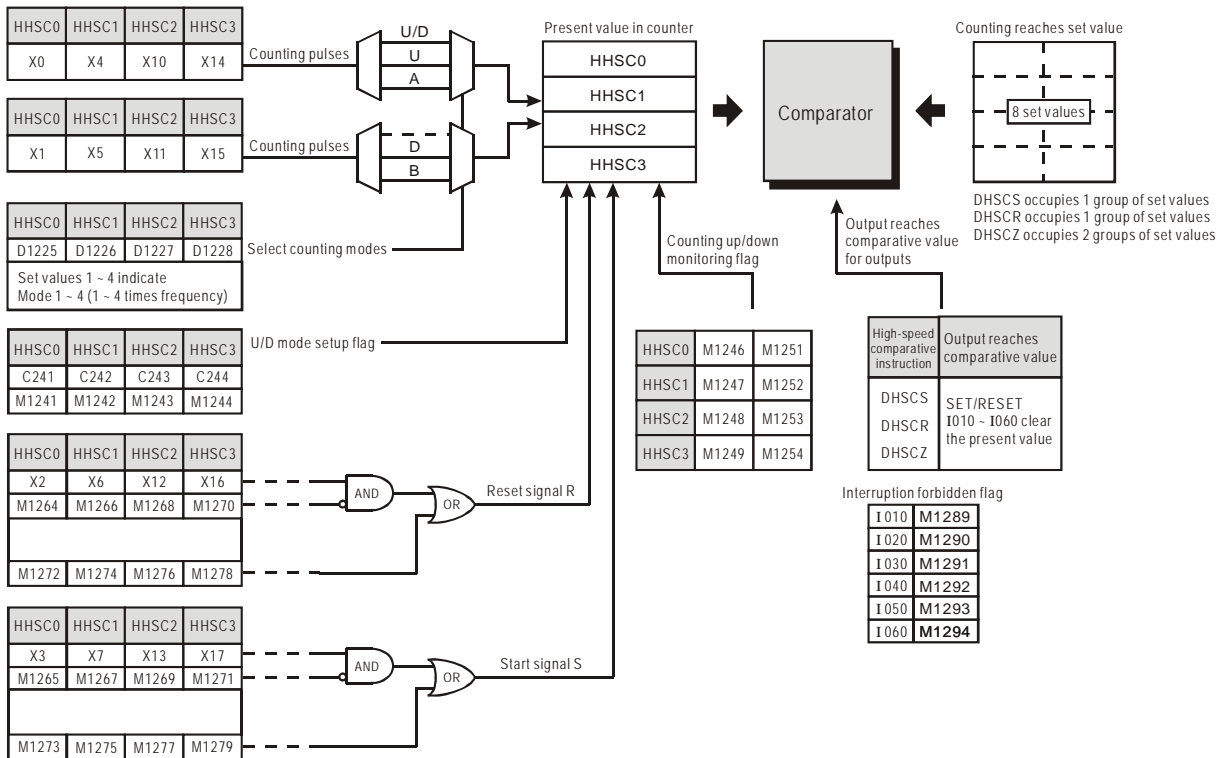 HHSC0 HHSC1 HHSC2 HHSC3
X0 X4 X10 X14
Counting pulses
U/D
U
A
HHSC0 HHSC1 HHSC2 HHSC3
X1 X5 X11 X15
Counting pulses
D
B
HHSC0 HHSC1 HHSC2 HHSC3
D1225 D1226 D1227 D1228
Set values 1 ~ 4 indicate
Mode 1 ~ 4 (1 ~ 4 times frequency)
Select counting modes
HHSC0 HHSC1 HHSC2 HHSC3
C241 C242 C243 C244
M1241 M1242 M1243 M1244
U/D mode setup flag
HHSC0 HHSC1 HHSC2 HHSC3
X2 X6 X12 X16
M1264 M1266 M1268 M1270
M1272 M1274 M1276 M1278
AND
OR
Reset signal R
HHSC0 HHSC1 HHSC2 HHSC3
X3 X7 X13 X17
M1265 M1267 M1269 M1271
M1273 M1275 M1277 M1279
AND
OR
Start signal S
Present value in counter
HHSC0
HHSC1
HHSC2
HHSC3
Comparator
Counting reaches set value
8 set values
DHSCS occupies 1 group of set values
DHSCR occupies 1 group of set values
DHSCZ occupies 2 groups of set values
Counting up/down
monitoring flag
HHSC0 M1246 M1251
HHSC1 M1247 M1252
HHSC2 M1248 M1253
HHSC3 M1249 M1254
Output reaches
comparative value
for outputs
High-speed
comparative
instruction
Output reaches
comparative value
DHSCS
DHSCR
DHSCZ
SET/RESET
I010 ~ I060 clear
the present value
Interruption forbidden flag
I010 M1289
I020 M1290
I030 M1291
I040 M1292
I050 M1293
I060 M1294